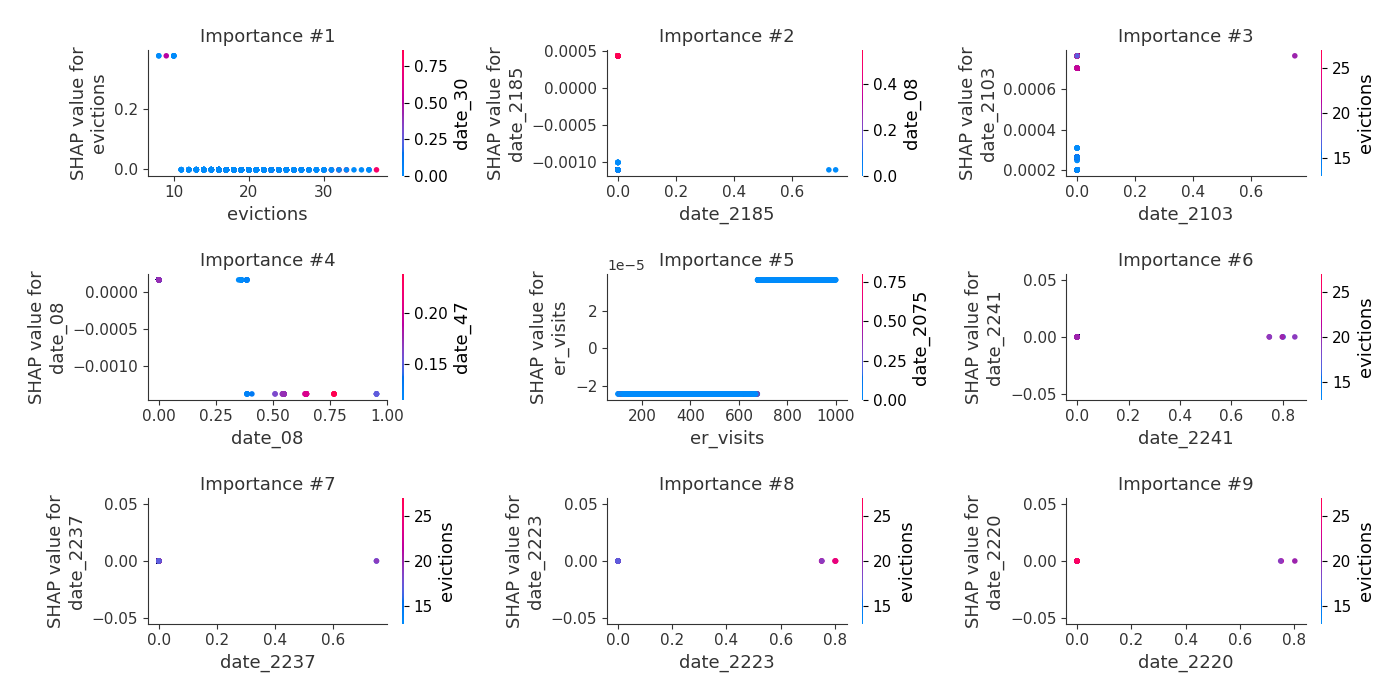 Importance #1
SHAP value for
evictions
0.2
0.0
10 20 30
evictions
0.75
0.50
0.25
0.00
date_30
Importance #2
SHAP value for
date_2185
0.0005
0.0000
−0.0005
−0.0010
0.0 0.2 0.4 0.6
date_2185
0.4
0.2
0.0
date_08
Importance #3
SHAP value for
date_2103
0.0006
0.0004
0.0002
0.0 0.2 0.4 0.6
date_2103
25
20
15
evictions
Importance #4
SHAP value for
date_08
0.0000
−0.0005
−0.0010
0.00 0.25 0.50 0.75 1.00
date_08
0.20
0.15
date_47
Importance #5
1e−5
SHAP value for
er_visits
2
0
−2
200 400 600 800 1000
er_visits
0.75
0.50
0.25
0.00
date_2075
Importance #6
SHAP value for
date_2241
0.05
0.00
−0.05
0.0 0.2 0.4 0.6 0.8
date_2241
25
20
15
evictions
Importance #7
SHAP value for
date_2237
0.05
0.00
−0.05
0.0 0.2 0.4 0.6
date_2237
25
20
15
evictions
Importance #8
SHAP value for
date_2223
0.05
0.00
−0.05
0.0 0.2 0.4 0.6 0.8
date_2223
25
20
15
evictions
Importance #9
SHAP value for
date_2220
0.05
0.00
−0.05
0.0 0.2 0.4 0.6 0.8
date_2220
25
20
15
evictions